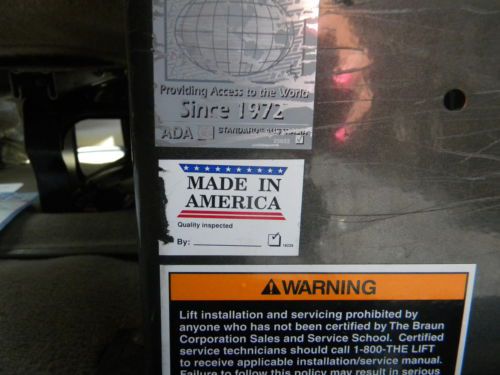 Providing Access to the World
Since 1972
ADA
MADE IN
AMERICA
Quality inspected
By:
WARNING
Lift installation and servicing prohibited by
anyone who has not been certified by The Braun
Corporation Sales and Service School. Certified
service technicians should call 1-800-THE LIFT
to receive applicable installation/service manual.
Failure to follow this policy may result in serious